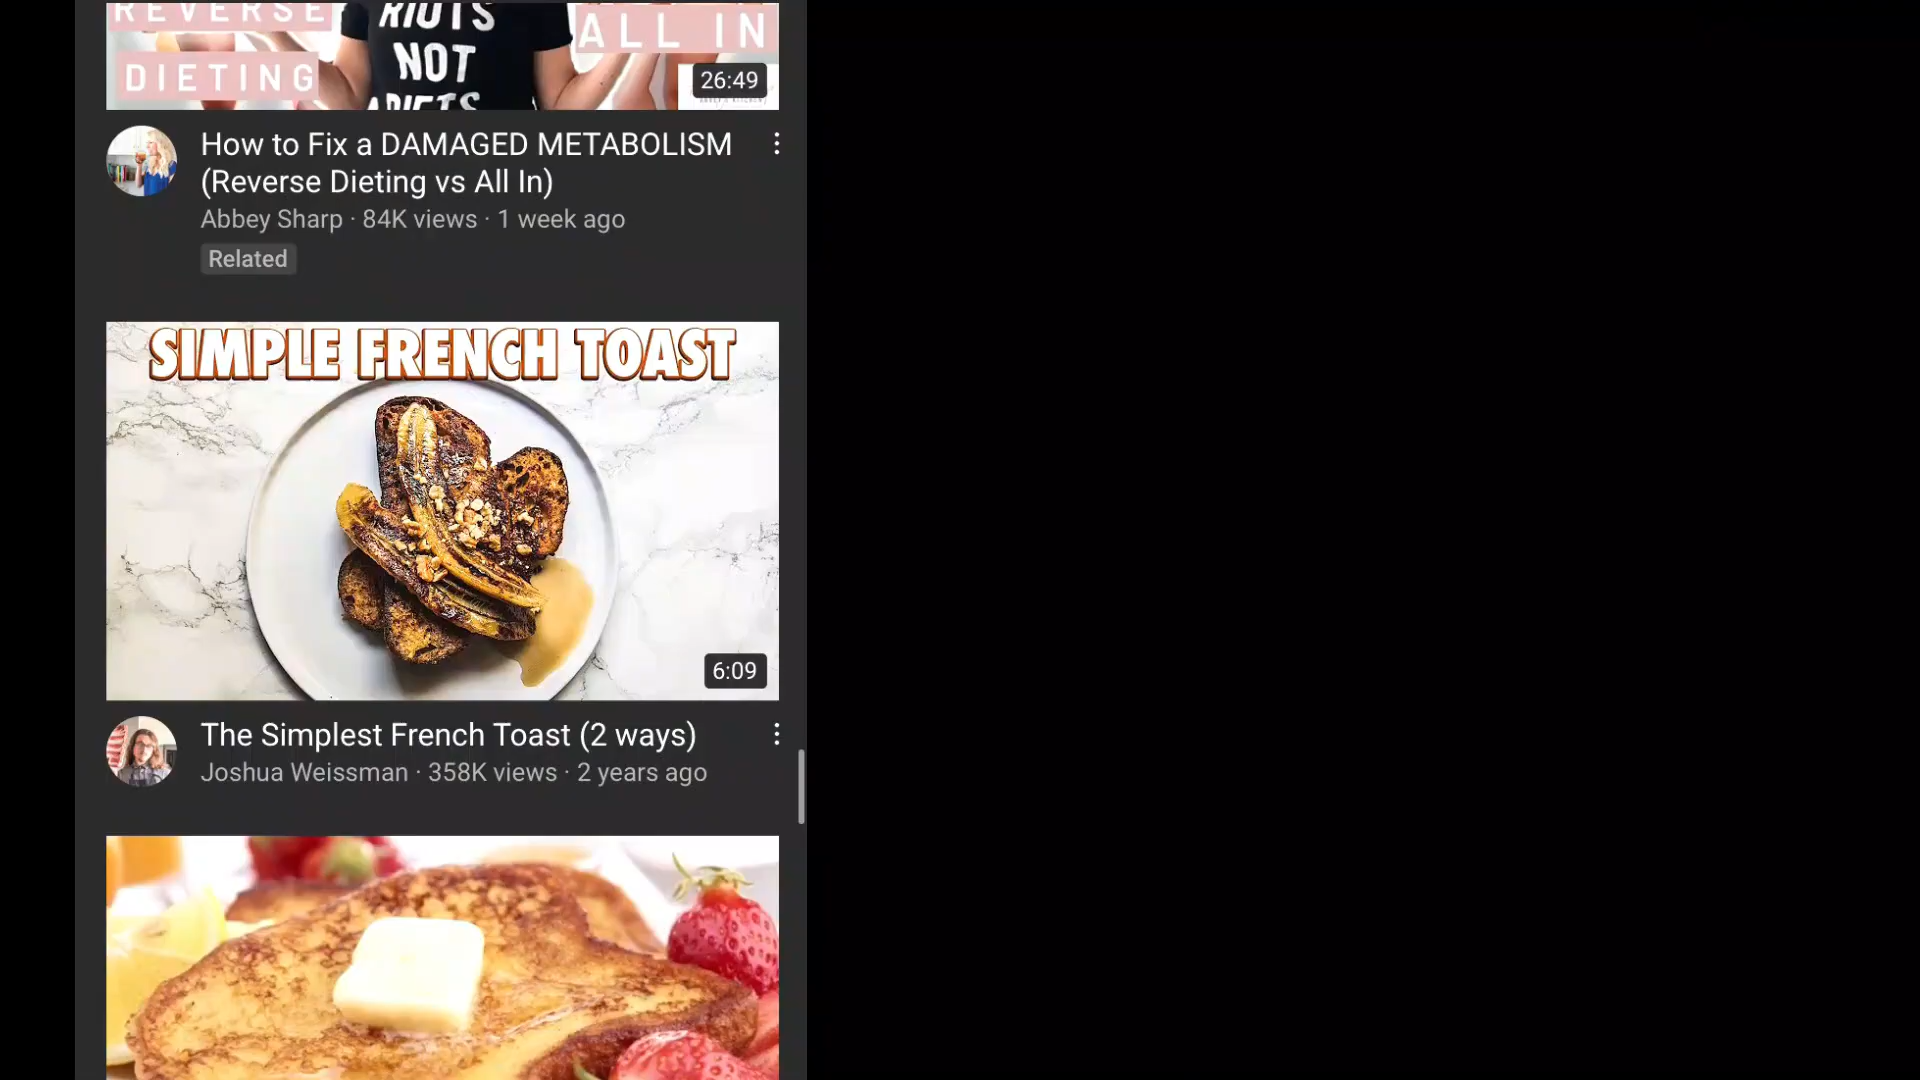 REVERSE
DIETING
RIOTS
NOT
DIETS
ALL IN
26:49
How to Fix a DAMAGED METABOLISM
(Reverse Dieting vs All In)
Abbey Sharp · 84K views · 1 week ago
Related
SIMPLE FRENCH TOAST
6:09
The Simplest French Toast (2 ways)
Joshua Weissman · 358K views · 2 years ago